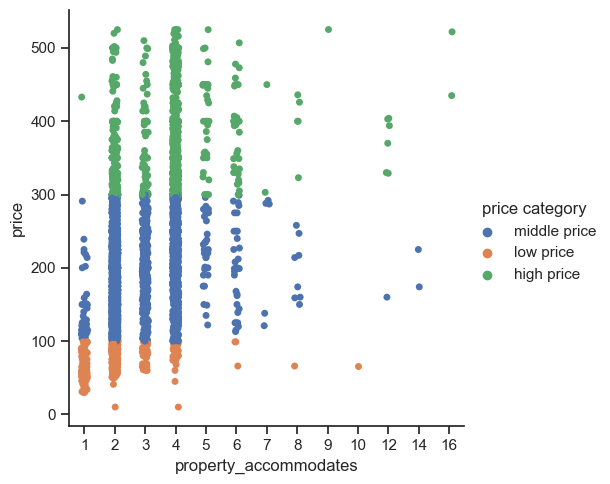 500
400
300
200
100
0
price
1 2 3 4 5 6 7 8 9 10 12 14 16
property_accommodates
price category
middle price
low price
high price